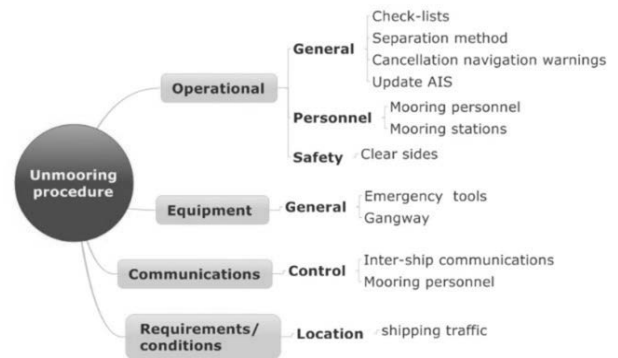 Unmooring
procedure
Operational
General
Check-lists
Separation method
Cancellation navigation warnings
Update AIS
Personnel
Mooring personnel
Mooring stations
Safety
Clear sides
Equipment
General
Emergency tools
Gangway
Communications
Control
Inter-ship communications
Mooring personnel
Requirements/
conditions
Location
shipping traffic